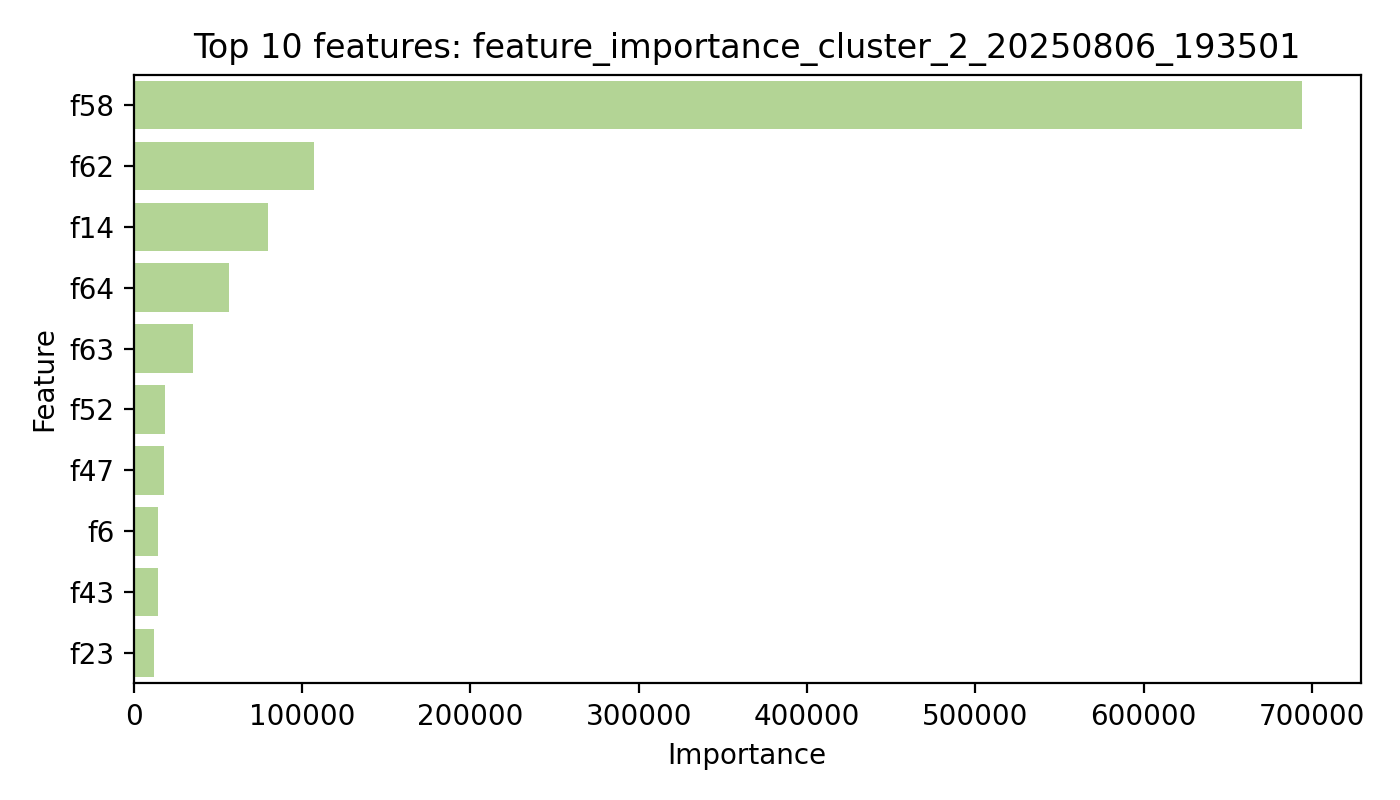 Top 10 features: feature_importance_cluster_2_20250806_193501
f58
f62
f14
f64
f63
f52
f47
f6
f43
f23
Feature
0 100000 200000 300000 400000 500000 600000 700000
Importance